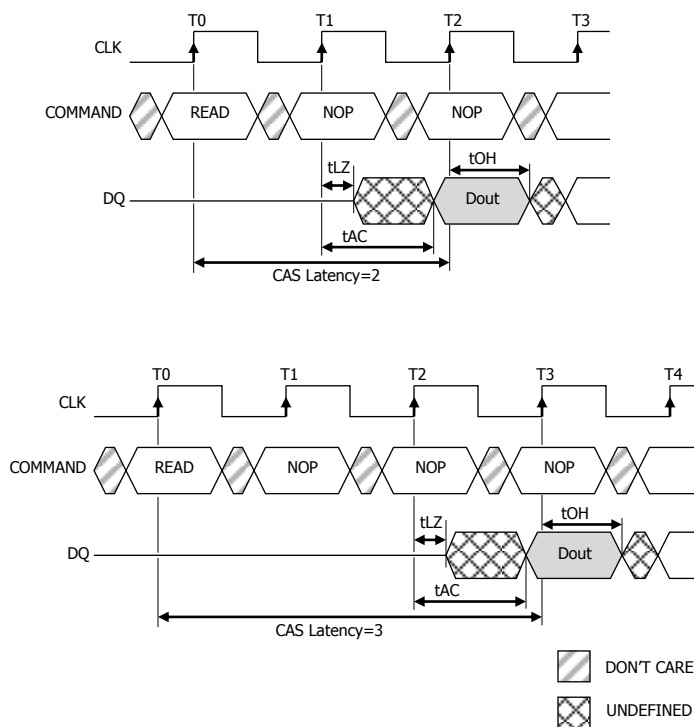 T0 T1 T2 T3
CLK
COMMAND READ NOP NOP
tLZ tOH
DQ Dout
tAC
CAS Latency=2
T0 T1 T2 T3 T4
CLK
COMMAND READ NOP NOP NOP
tLZ tOH
DQ Dout
tAC
CAS Latency=3
DON'T CARE
UNDEFINED